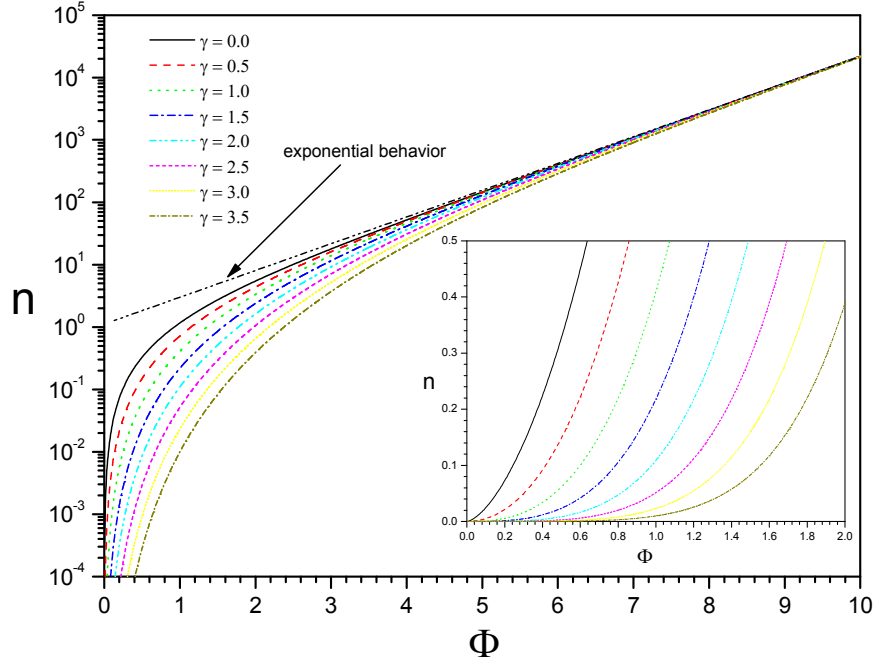 10^5
10^4
10^3
10^2
10^1
10^0
10^-1
10^-2
10^-3
10^-4
n
γ = 0.0
γ = 0.5
γ = 1.0
γ = 1.5
γ = 2.0
γ = 2.5
γ = 3.0
γ = 3.5
exponential behavior
0.5
0.4
0.3
0.2
0.1
0.0
n
0.0 0.2 0.4 0.6 0.8 1.0 1.2 1.4 1.6 1.8 2.0
Φ
0 1 2 3 4 5 6 7 8 9 10
Φ